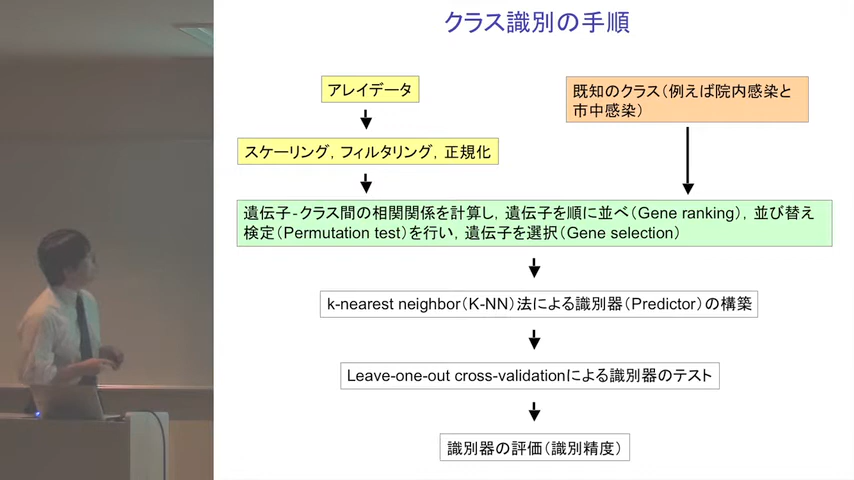 クラス識別の手順
アレイデータ
既知のクラス（例えば院内感染と
市中感染）
スケーリング，フィルタリング，正規化
遺伝子‐クラス間の相関関係を計算し，遺伝子を順に並べ（Gene ranking），並び替え
検定（Permutation test）を行い，遺伝子を選択（Gene selection）
k-nearest neighbor（K-NN）法による識別器（Predictor）の構築
Leave-one-out cross-validationによる識別器のテスト
識別器の評価（識別精度）